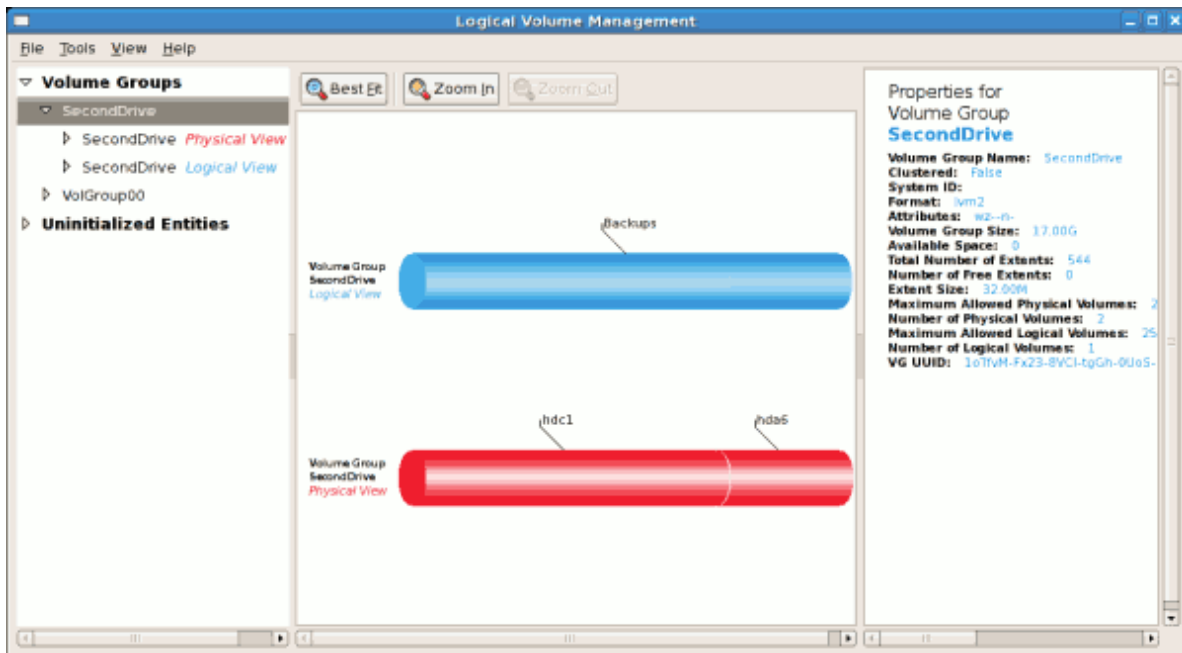 Logical Volume Management
File Tools View Help
Volume Groups
SecondDrive
SecondDrive Physical View
SecondDrive Logical View
VolGroup00
Uninitialized Entities
Best Fit
Zoom In
Zoom Out
Backups
Volume Group
SecondDrive
Logical View
hdc1
hda6
Volume Group
SecondDrive
Physical View
Properties for
Volume Group
SecondDrive
Volume Group Name: SecondDrive
Clustered: False
System ID:
Format: lvm2
Attributes: wz--n-
Volume Group Size: 17.00G
Available Space: 0
Total Number of Extents: 544
Number of Free Extents: 0
Extent Size: 32.00M
Maximum Allowed Physical Volumes: 2
Number of Physical Volumes: 2
Maximum Allowed Logical Volumes: 25
Number of Logical Volumes: 1
VG UUID: